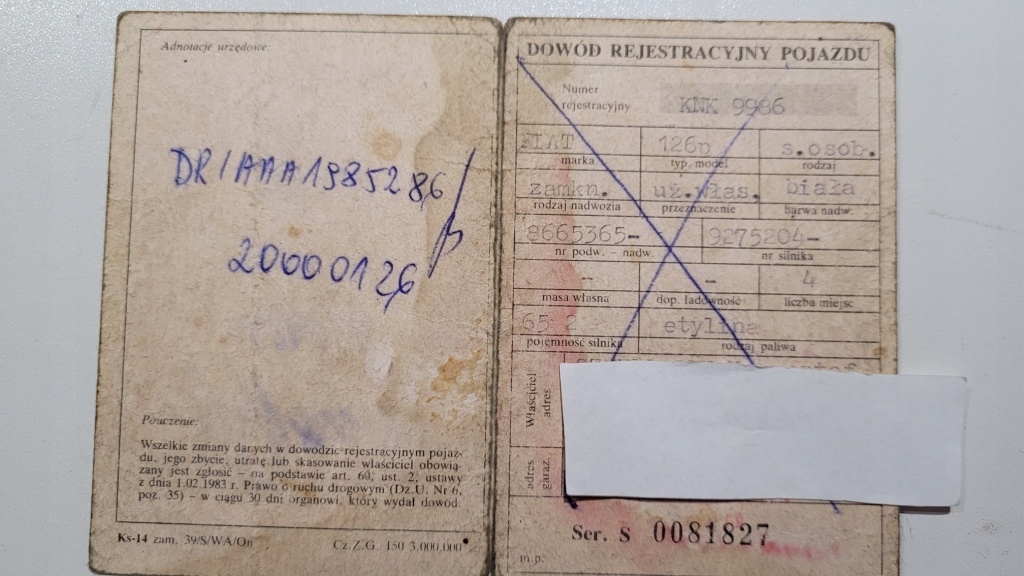 Adnotacje urzędowe:
DR/AAA1985286
20000126
Pouczenie:
Wszelkie zmiany danych w dowodzie rejestracyjnym pojaz-
du, jego zbycie, utratę lub skasowanie właściciel obowią-
zany jest zgłosić – na podstawie art. 60, ust. 2, ustawy
z dnia 1.02.1983 r. Prawo o ruchu drogowym (Dz.U. Nr 6,
poz. 35) – w ciągu 30 dni organowi, który wydał dowód.
Ks-14 zam. 39/S/WA/On
Cz.Z.G. 150 3.000.000
DOWÓD REJESTRACYJNY POJAZDU
Numer
rejestracyjny
KNK 9986
FIAT 126p s.osob.
marka typ, model rodzaj
zamkn. uż.włas. biała
rodzaj nadwozia przeznaczenie barwa nadw.
8665365- 9275204-
nr podw. – nadw. nr silnika
- - 4
masa własna dop. ładowność liczba miejsc
652 etylina
pojemność silnika rodzaj paliwa
Właściciel
adres
adres
garaż.
Ser. S 0081827
m.p.